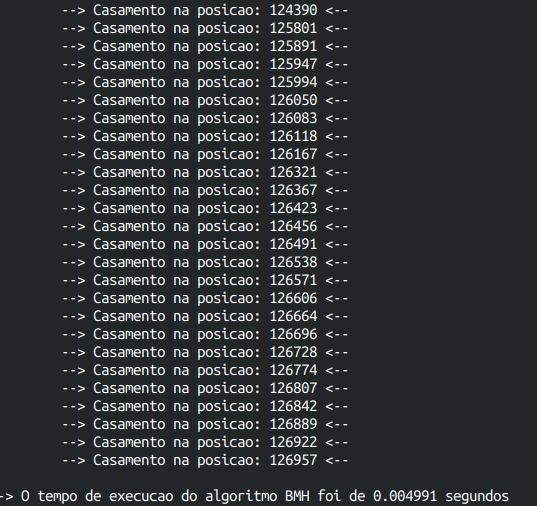 --> Casamento na posicao: 124390 <--
--> Casamento na posicao: 125801 <--
--> Casamento na posicao: 125891 <--
--> Casamento na posicao: 125947 <--
--> Casamento na posicao: 125994 <--
--> Casamento na posicao: 126050 <--
--> Casamento na posicao: 126083 <--
--> Casamento na posicao: 126118 <--
--> Casamento na posicao: 126167 <--
--> Casamento na posicao: 126321 <--
--> Casamento na posicao: 126367 <--
--> Casamento na posicao: 126423 <--
--> Casamento na posicao: 126456 <--
--> Casamento na posicao: 126491 <--
--> Casamento na posicao: 126538 <--
--> Casamento na posicao: 126571 <--
--> Casamento na posicao: 126606 <--
--> Casamento na posicao: 126664 <--
--> Casamento na posicao: 126696 <--
--> Casamento na posicao: 126728 <--
--> Casamento na posicao: 126774 <--
--> Casamento na posicao: 126807 <--
--> Casamento na posicao: 126842 <--
--> Casamento na posicao: 126889 <--
--> Casamento na posicao: 126922 <--
--> Casamento na posicao: 126957 <--
-> O tempo de execucao do algoritmo BMH foi de 0.004991 segundos